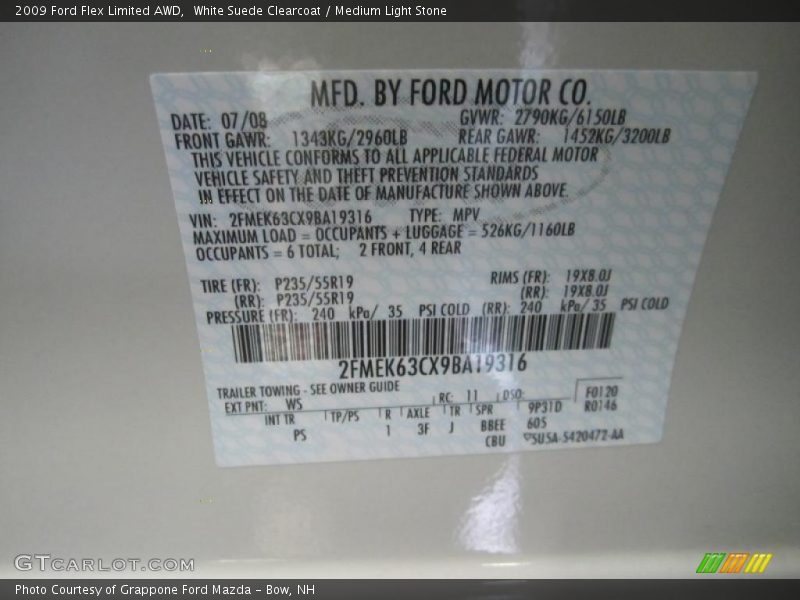 2009 Ford Flex Limited AWD,  White Suede Clearcoat / Medium Light Stone
MFD. BY FORD MOTOR CO.
DATE: 07/08 GVWR: 2790KG/6150LB
FRONT GAWR: 1343KG/2960LB REAR GAWR: 1452KG/3200LB
THIS VEHICLE CONFORMS TO ALL APPLICABLE FEDERAL MOTOR
VEHICLE SAFETY AND THEFT PREVENTION STANDARDS
IN EFFECT ON THE DATE OF MANUFACTURE SHOWN ABOVE.
VIN: 2FMEK63CX9BA19316 TYPE: MPV
MAXIMUM LOAD = OCCUPANTS + LUGGAGE = 526KG/1160LB
OCCUPANTS = 6 TOTAL; 2 FRONT, 4 REAR
TIRE (FR): P235/55R19 RIMS (FR): 19X8.0J
(RR): P235/55R19 (RR): 19X8.0J
PRESSURE (FR): 240 kPa/ 35 PSI COLD (RR): 240 kPa/ 35 PSI COLD
2FMEK63CX9BA19316
TRAILER TOWING - SEE OWNER GUIDE
EXT PNT: WS RC: 11 DSO: F0120
INT TR TP/PS R AXLE TR SPR 9P31D R0146
PS 1 3F J BBEE 605
CBU 5USA-S420472-AA
GTCARLOT.COM
Photo Courtesy of Grappone Ford Mazda - Bow, NH